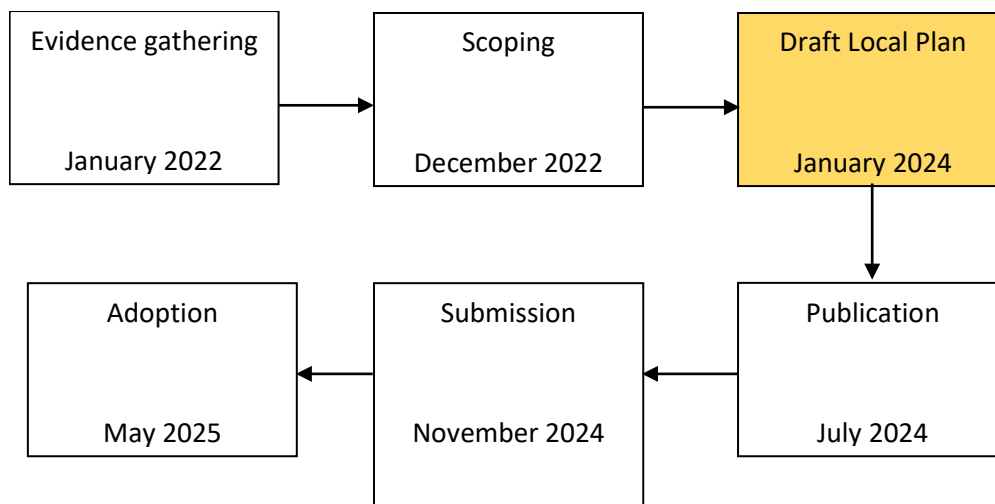 Evidence gathering
January 2022
Scoping
December 2022
Draft Local Plan
January 2024
Publication
July 2024
Submission
November 2024
Adoption
May 2025